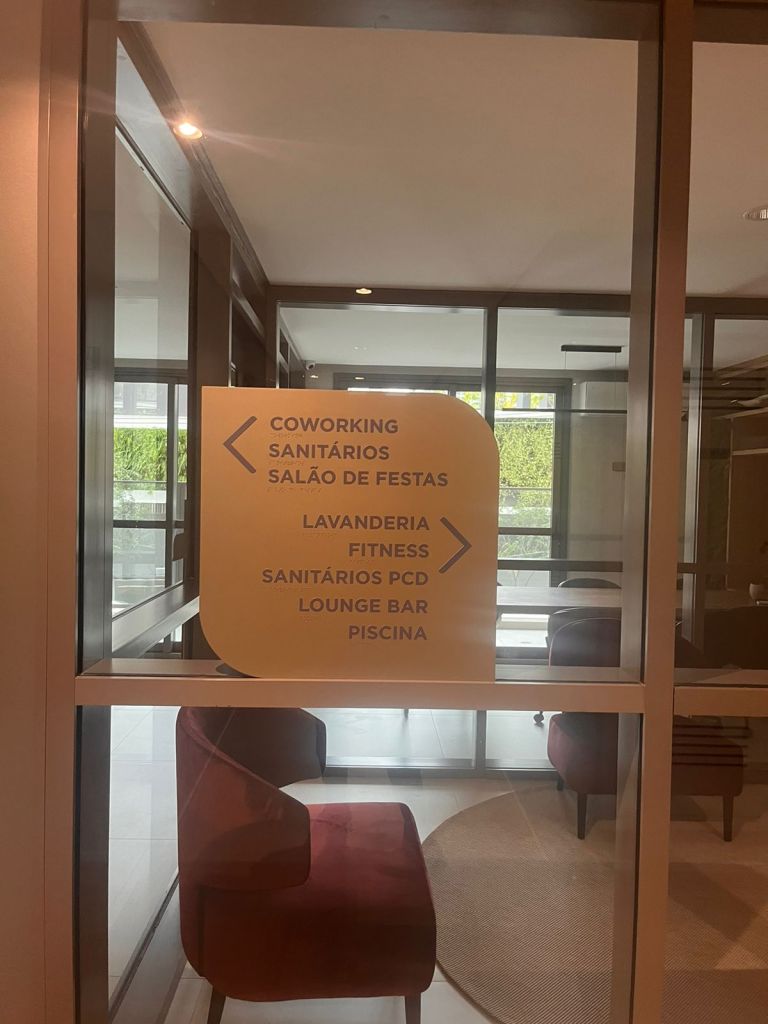 COWORKING
SANITÁRIOS
SALÃO DE FESTAS
LAVANDERIA
FITNESS
SANITÁRIOS PCD
LOUNGE BAR
PISCINA